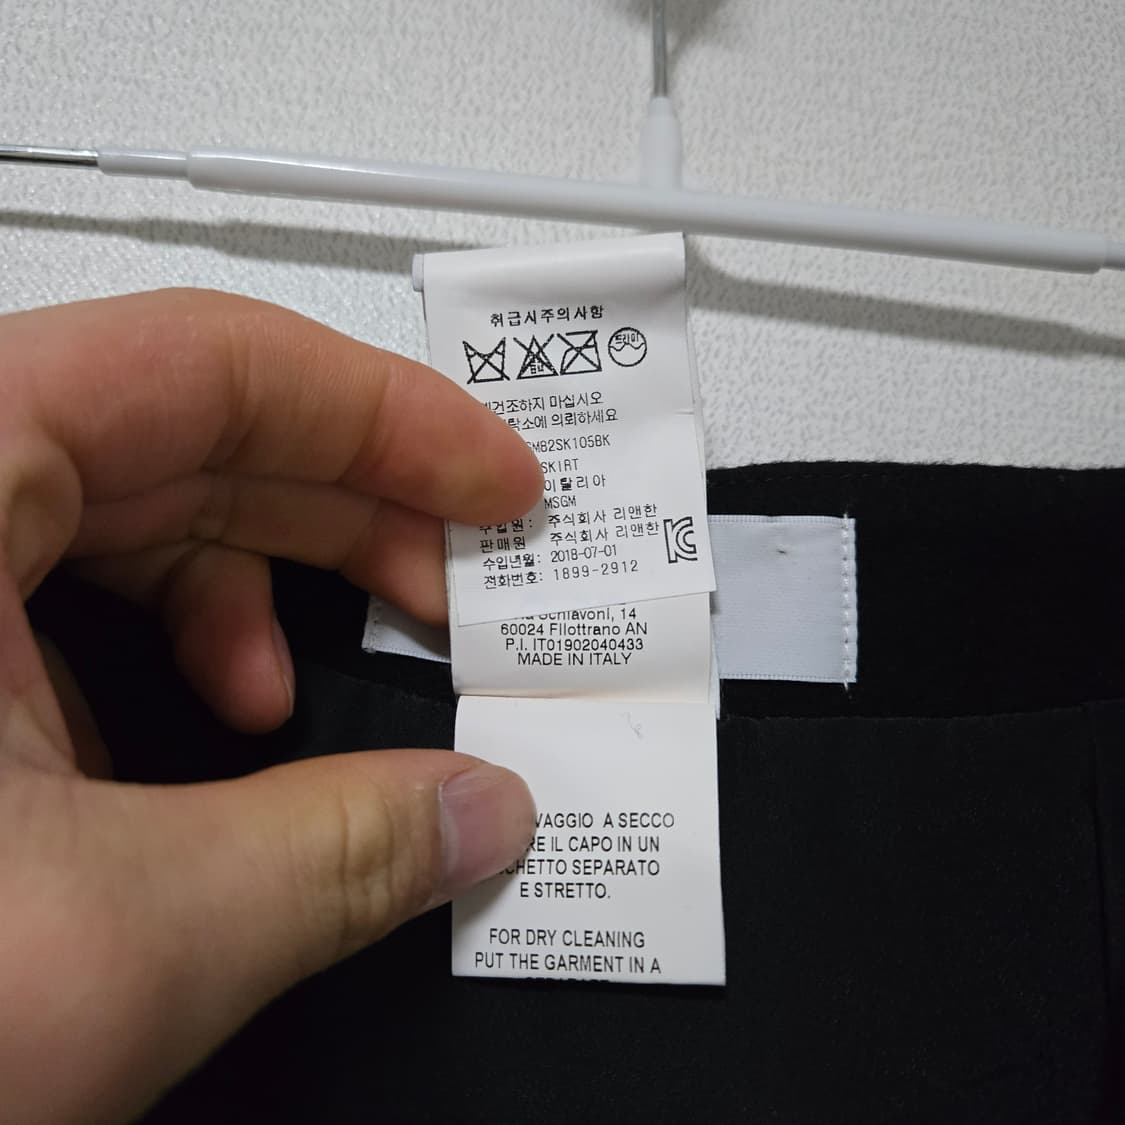 취급시주의사항
드라이
건조하지 마십시오
탁소에 의뢰하세요
SM82SK105BK
SKIRT
이탈리아
MSGM
수입원: 주식회사 리앤한
판매원 주식회사 리앤한
수입년월: 2018-07-01
전화번호: 1899-2912
Schiavoni, 14
60024 Filottrano AN
P.I. IT01902040433
MADE IN ITALY
VAGGIO A SECCO
RE IL CAPO IN UN
CHETTO SEPARATO
E STRETTO.
FOR DRY CLEANING
PUT THE GARMENT IN A